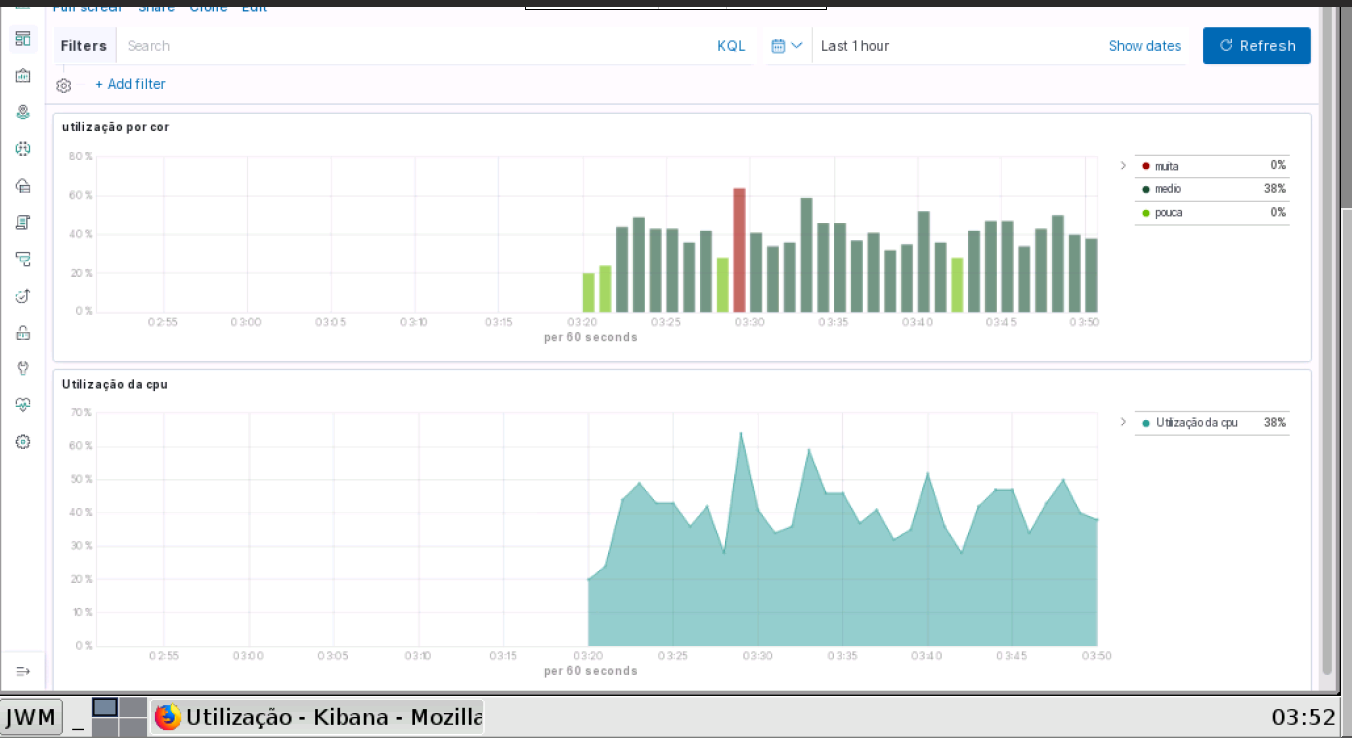 Full screen Share Clone Edit
Filters Search KQL Last 1 hour Show dates Refresh
+ Add filter
utilização por cor
80%
60%
40%
20%
0%
02:55 03:00 03:05 03:10 03:15 03:20 03:25 03:30 03:35 03:40 03:45 03:50
per 60 seconds
muita 0%
medio 38%
pouca 0%
Utilização da cpu
70%
60%
50%
40%
30%
20%
10%
0%
02:55 03:00 03:05 03:10 03:15 03:20 03:25 03:30 03:35 03:40 03:45 03:50
per 60 seconds
Utilização da cpu 38%
JWM _ Utilização - Kibana - Mozilla 03:52